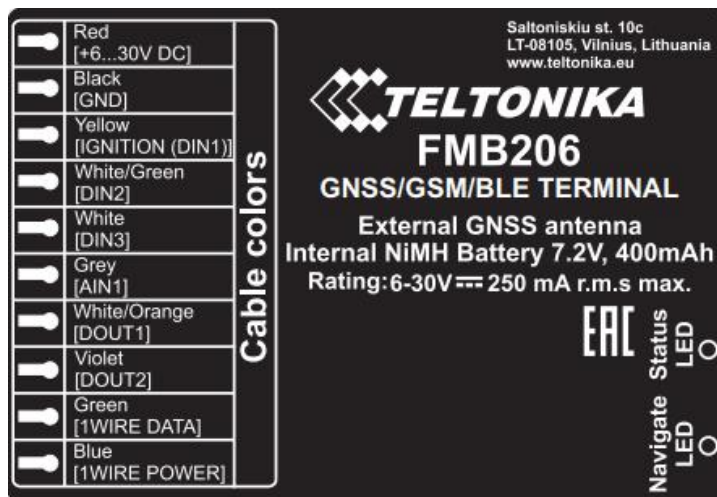 Red
[+6...30V DC]
Black
[GND]
Yellow
[IGNITION (DIN1)]
White/Green
[DIN2]
White
[DIN3]
Grey
[AIN1]
White/Orange
[DOUT1]
Violet
[DOUT2]
Green
[1WIRE DATA]
Blue
[1WIRE POWER]
Cable colors
Saltoniskiu st. 10c
LT-08105, Vilnius, Lithuania
www.teltonika.eu
TELTONIKA
FMB206
GNSS/GSM/BLE TERMINAL
External GNSS antenna
Internal NiMH Battery 7.2V, 400mAh
Rating: 6-30V 250 mA r.m.s max.
EAC
Status
LED
Navigate
LED